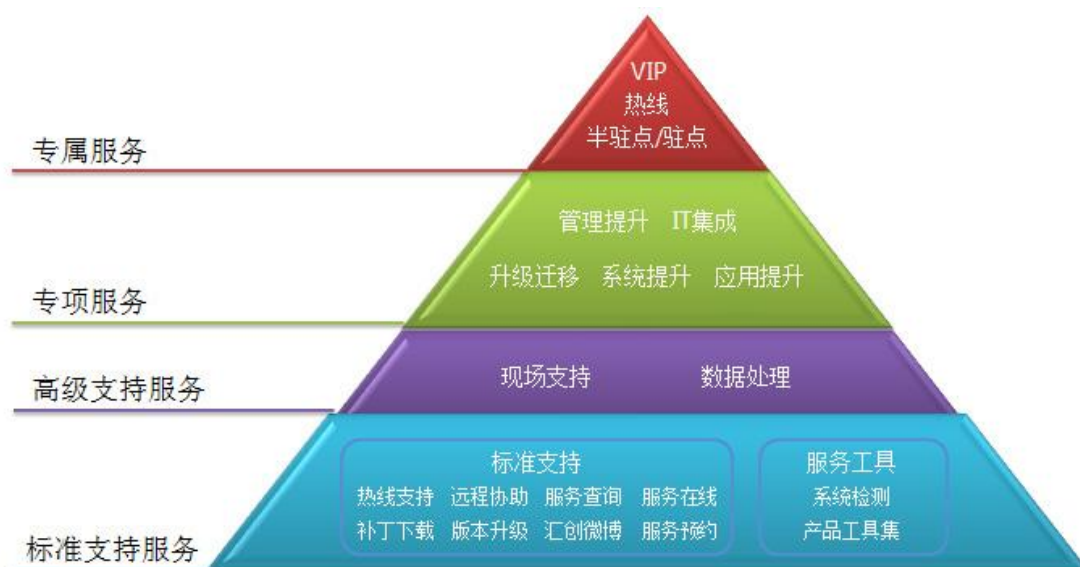 VIP
热线
半驻点/驻点
专属服务
管理提升 IT集成
升级迁移 系统提升 应用提升
专项服务
现场支持 数据处理
高级支持服务
标准支持 服务工具
热线支持 远程协助 服务查询 服务在线 系统检测
补丁下载 版本升级 汇创微博 服务预约 产品工具集
标准支持服务